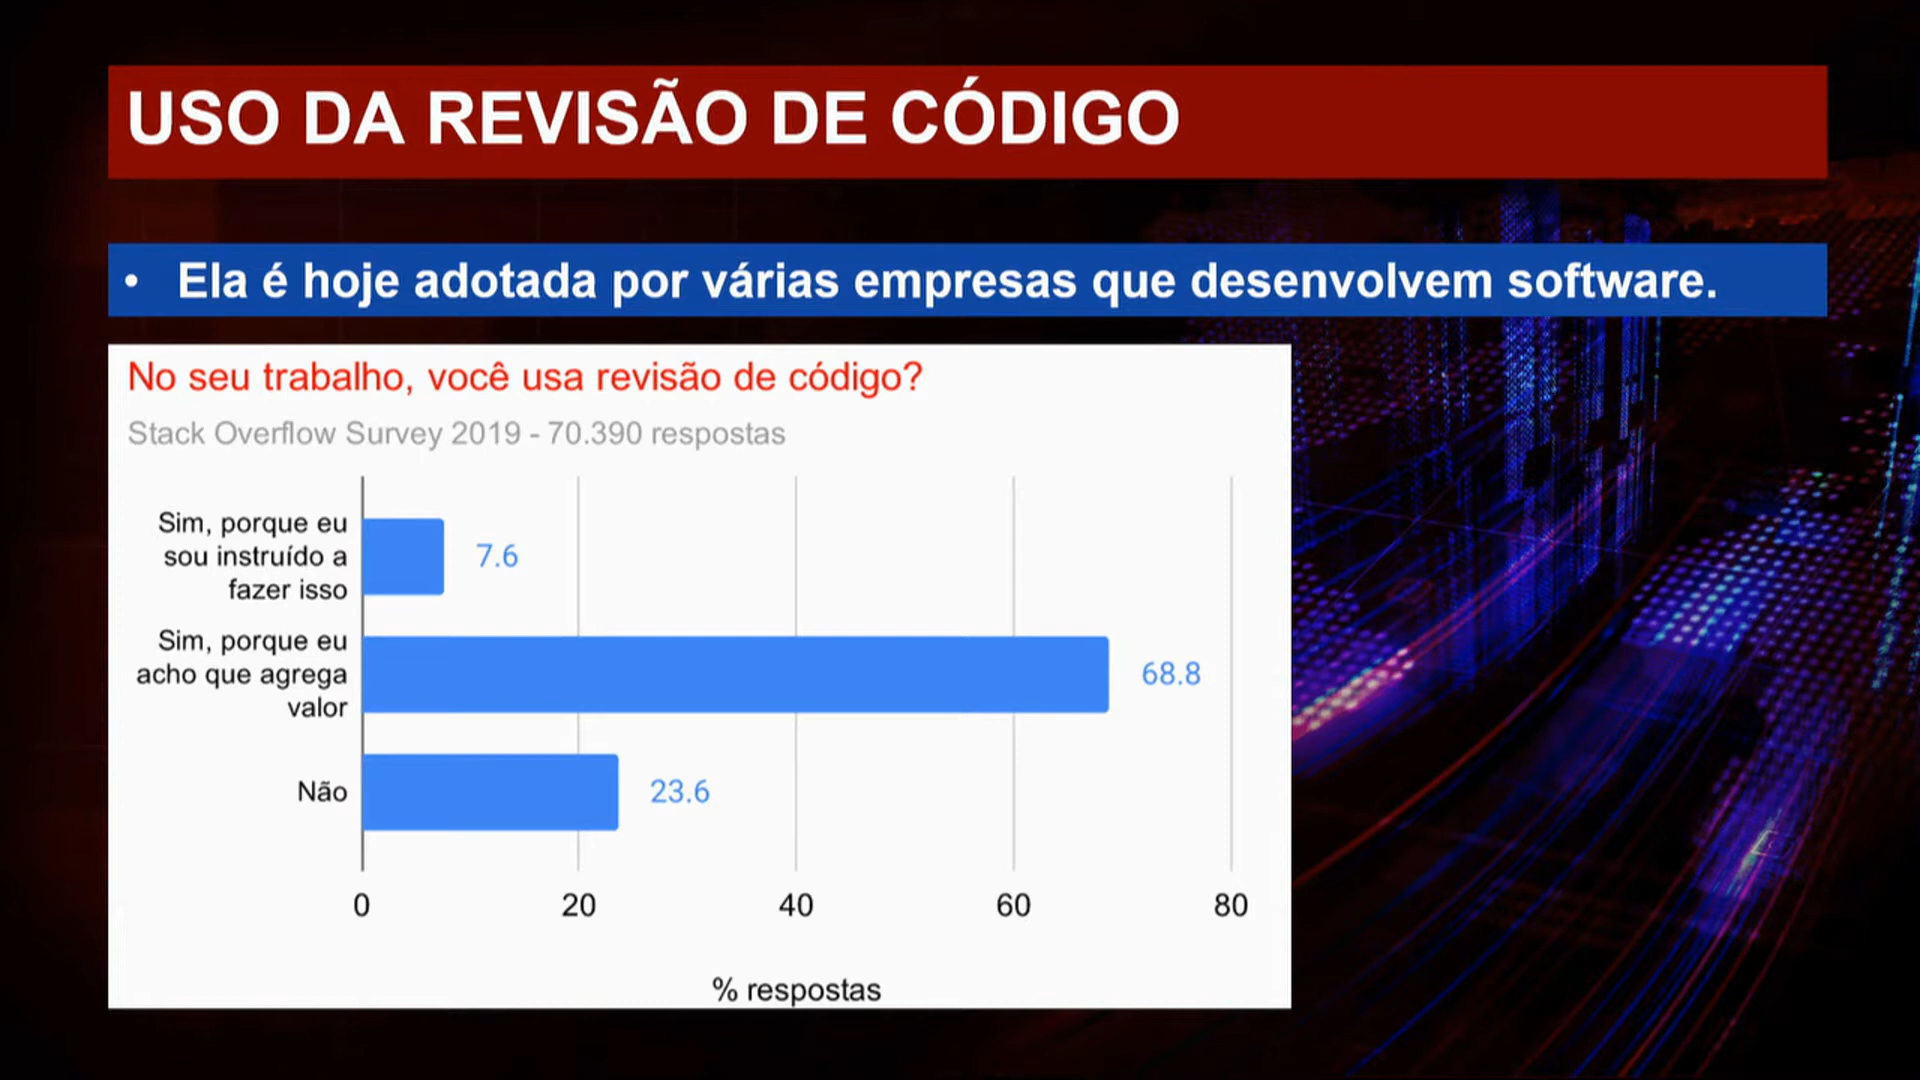 USO DA REVISÃO DE CÓDIGO
• Ela é hoje adotada por várias empresas que desenvolvem software.
No seu trabalho, você usa revisão de código?
Stack Overflow Survey 2019 - 70.390 respostas
Sim, porque eu
sou instruído a
fazer isso
7.6
Sim, porque eu
acho que agrega
valor
68.8
Não
23.6
0 20 40 60 80
% respostas